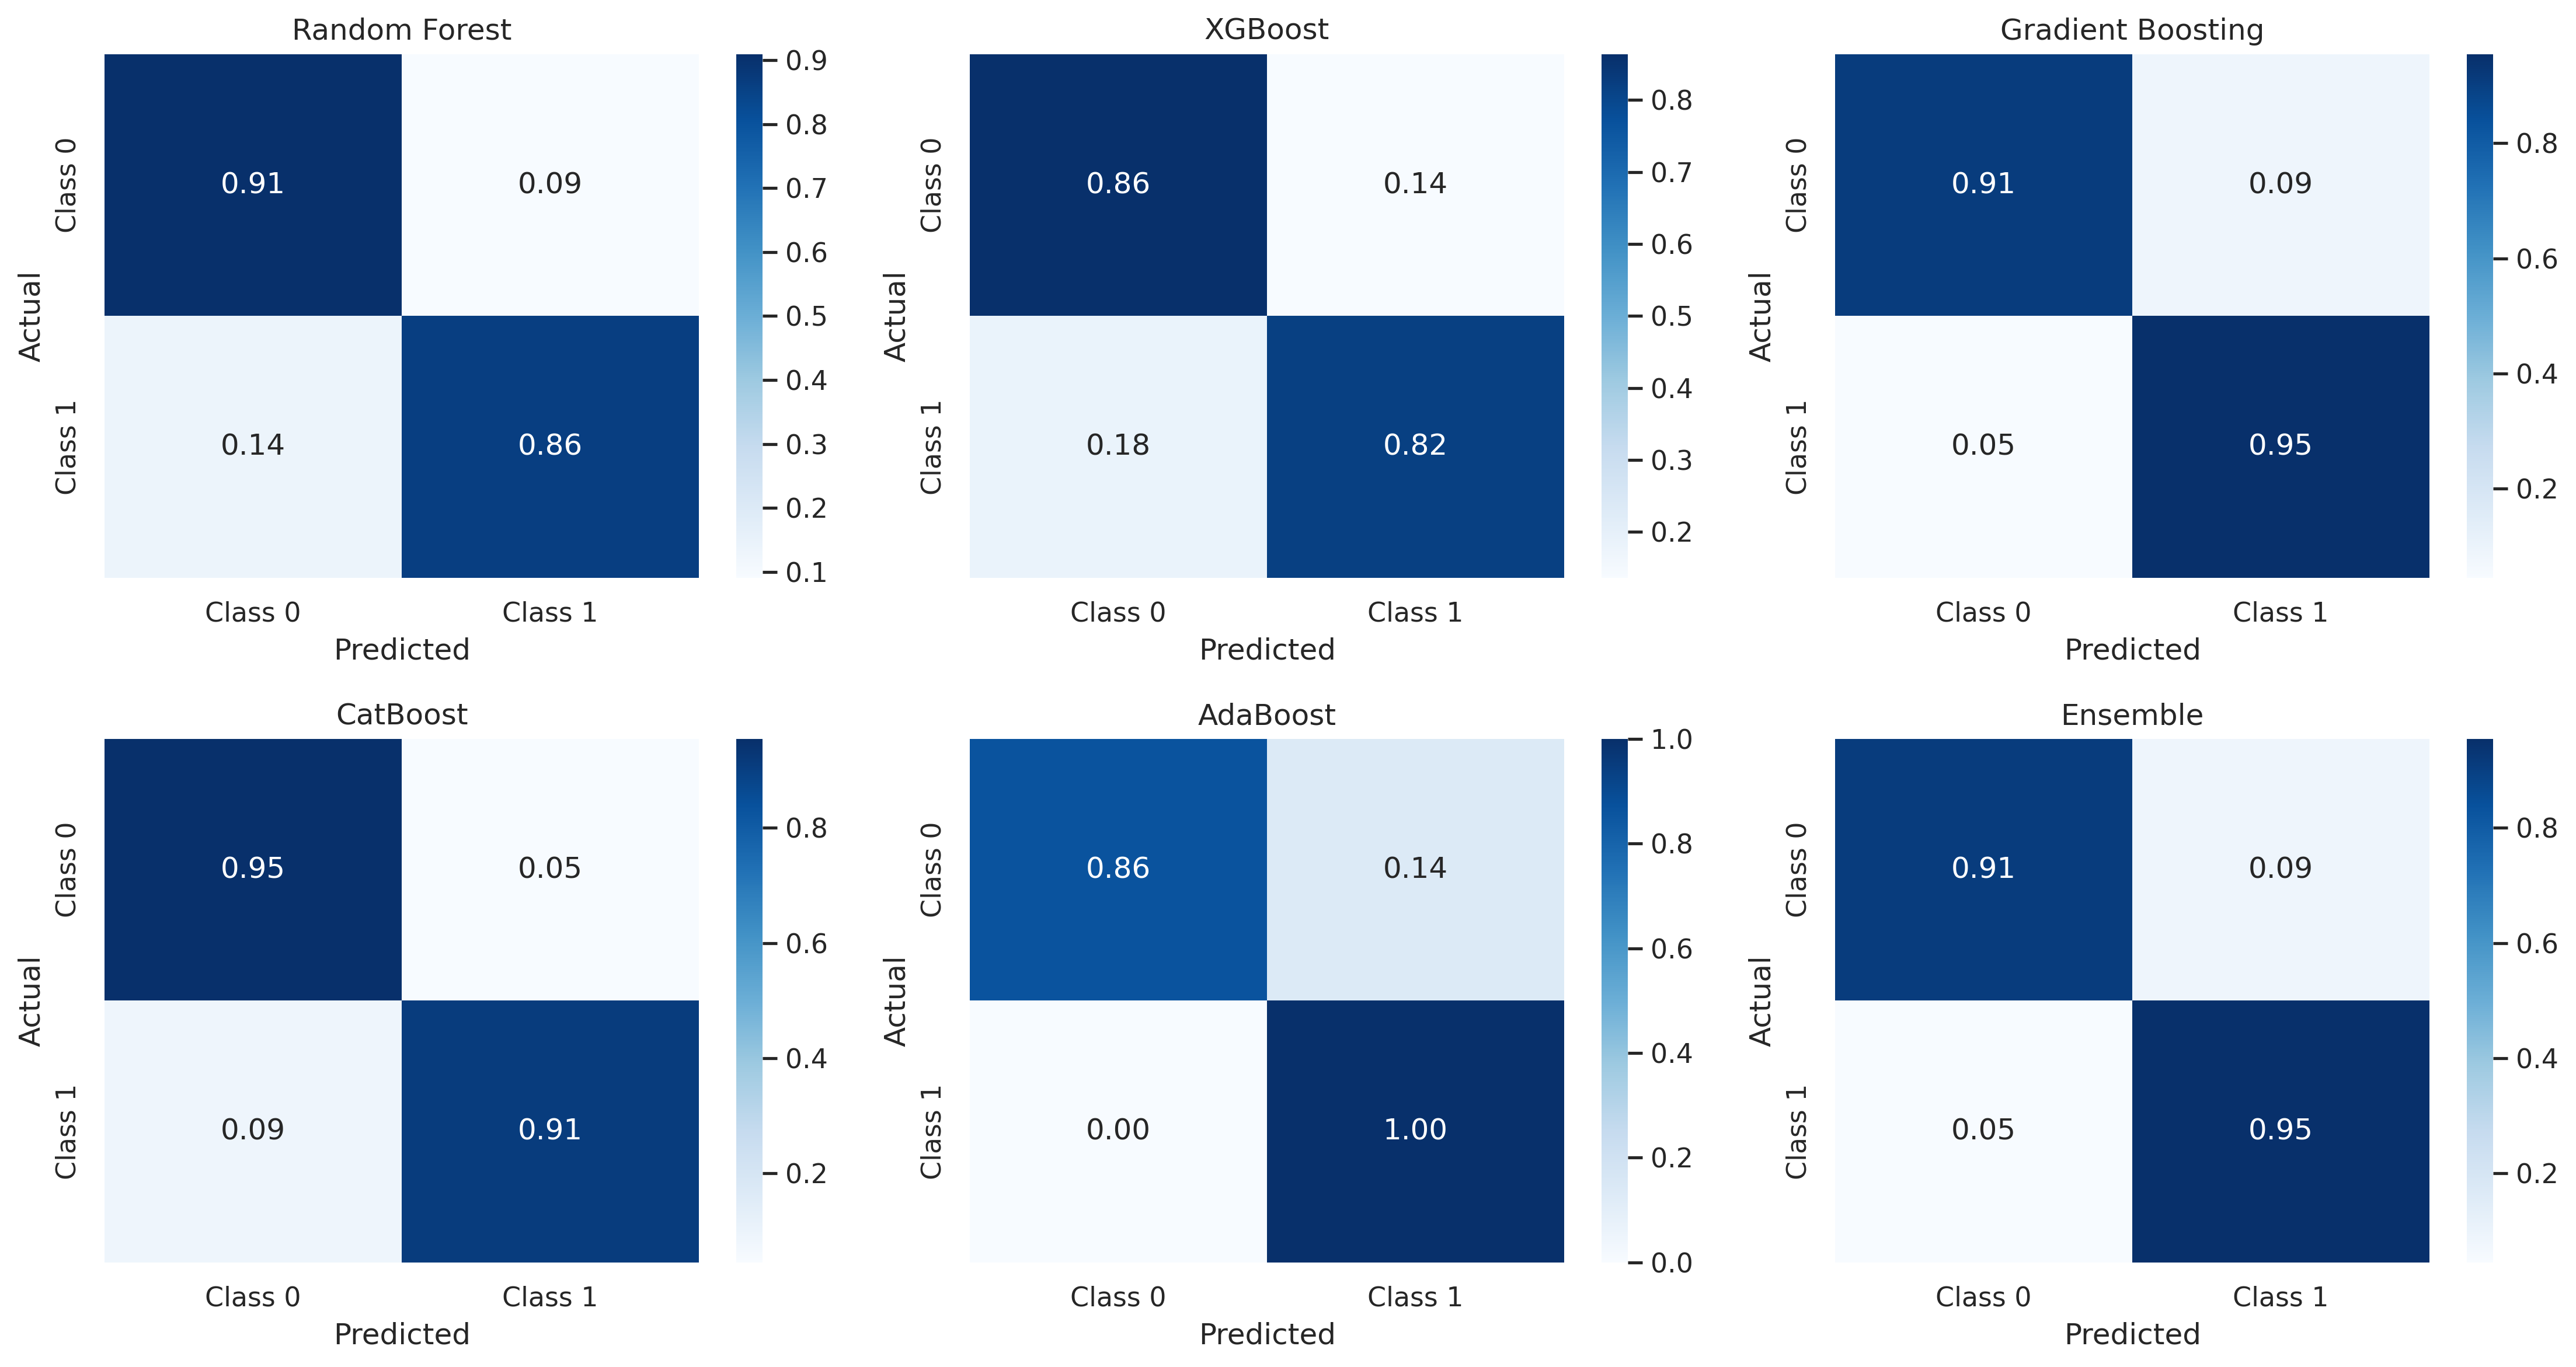 Random Forest
Actual
Class 0
Class 1
0.91
0.09
0.14
0.86
Class 0
Class 1
Predicted
0.9
0.8
0.7
0.6
0.5
0.4
0.3
0.2
0.1
XGBoost
Actual
Class 0
Class 1
0.86
0.14
0.18
0.82
Class 0
Class 1
Predicted
0.8
0.7
0.6
0.5
0.4
0.3
0.2
Gradient Boosting
Actual
Class 0
Class 1
0.91
0.09
0.05
0.95
Class 0
Class 1
Predicted
0.8
0.6
0.4
0.2
CatBoost
Actual
Class 0
Class 1
0.95
0.05
0.09
0.91
Class 0
Class 1
Predicted
0.8
0.6
0.4
0.2
AdaBoost
Actual
Class 0
Class 1
0.86
0.14
0.00
1.00
Class 0
Class 1
Predicted
1.0
0.8
0.6
0.4
0.2
0.0
Ensemble
Actual
Class 0
Class 1
0.91
0.09
0.05
0.95
Class 0
Class 1
Predicted
0.8
0.6
0.4
0.2